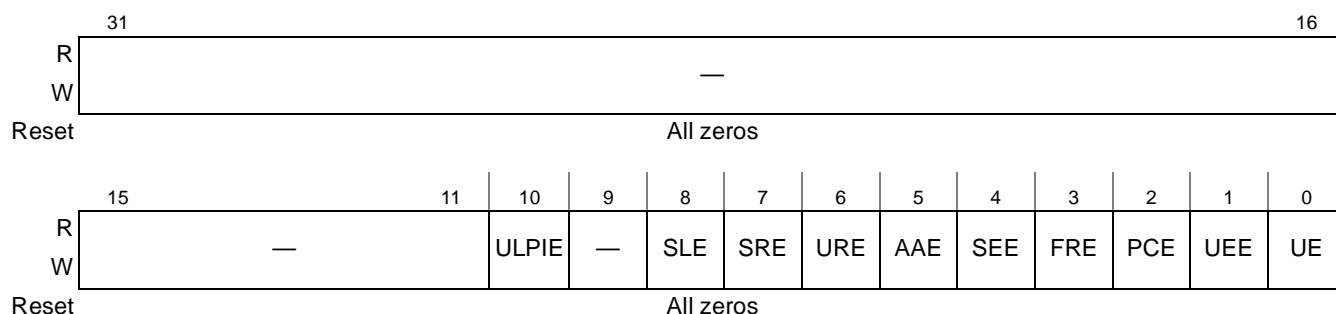 31 16
R
—
W
Reset All zeros
15 11 10 9 8 7 6 5 4 3 2 1 0
R
— ULPIE — SLE SRE URE AAE SEE FRE PCE UEE UE
W
Reset All zeros